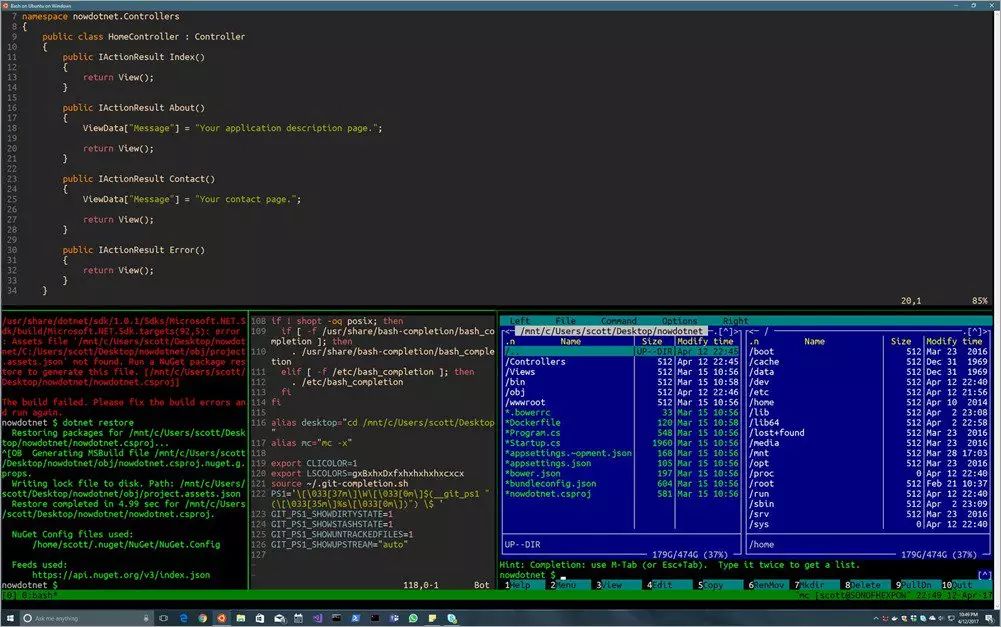 Bash on Ubuntu on Windows
7 namespace nowdotnet.Controllers
8 {
9 public class HomeController : Controller
10 {
11 public IActionResult Index()
12 {
13 return View();
14 }
15
16 public IActionResult About()
17 {
18 ViewData["Message"] = "Your application description page.";
19
20 return View();
21 }
22
23 public IActionResult Contact()
24 {
25 ViewData["Message"] = "Your contact page.";
26
27 return View();
28 }
29
30 public IActionResult Error()
31 {
32 return View();
33 }
34 }
20,1 85%
/usr/share/dotnet/sdk/1.0.1/Sdks/Microsoft.NET.S
dk/build/Microsoft.NET.Sdk.targets(92,5): error
: Assets file '/mnt/c/Users/scott/Desktop/nowdot
net/C:/Users/scott/Desktop/nowdotnet/obj/project
.assets.json' not found. Run a NuGet package res
tore to generate this file. [/mnt/c/Users/scott/
Desktop/nowdotnet/nowdotnet.csproj]
The build failed. Please fix the build errors an
d run again.
nowdotnet $ dotnet restore
Restoring packages for /mnt/c/Users/scott/Desk
top/nowdotnet/nowdotnet.csproj...
^[OB Generating MSBuild file /mnt/c/Users/scott
/Desktop/nowdotnet/obj/nowdotnet.csproj.nuget.g.
props.
Writing lock file to disk. Path: /mnt/c/Users/
scott/Desktop/nowdotnet/obj/project.assets.json
Restore completed in 4.99 sec for /mnt/c/Users
/scott/Desktop/nowdotnet/nowdotnet.csproj.
NuGet Config files used:
/home/scott/.nuget/NuGet/NuGet.Config
Feeds used:
https://api.nuget.org/v3/index.json
nowdotnet $
108 if ! shopt -oq posix; then
109 if [ -f /usr/share/bash-completion/bash_co
mpletion ]; then
110 . /usr/share/bash-completion/bash_comple
tion
111 elif [ -f /etc/bash_completion ]; then
112 . /etc/bash_completion
113 fi
114 fi
115
116 alias desktop="cd /mnt/c/Users/scott/Desktop
"
117 alias mc="mc -x"
118
119 export CLICOLOR=1
120 export LSCOLORS=gxBxhxDxfxhxhxhxhxcxcx
121 source ~/.git-completion.sh
122 PS1='\[\033[37m\]\W\[\033[0m\]$(__git_ps1 "
(\[\033[35m\]%s\[\033[0m\])") \$ '
123 GIT_PS1_SHOWDIRTYSTATE=1
124 GIT_PS1_SHOWSTASHSTATE=1
125 GIT_PS1_SHOWUNTRACKEDFILES=1
126 GIT_PS1_SHOWUPSTREAM="auto"
127
118,0-1 Bot
Left File Command Options Right
/mnt/c/Users/scott/Desktop/nowdotnet .[^]>
.n Name Size Modify time
/.. UP--DIR Apr 12 22:45
/Controllers 512 Apr 12 22:45
/Views 512 Mar 15 10:56
/bin 512 Mar 15 10:58
/obj 512 Apr 12 22:46
/wwwroot 512 Mar 15 10:56
*.bowerrc 33 Mar 15 10:56
*Dockerfile 120 Mar 15 10:58
*Program.cs 548 Mar 15 10:56
*Startup.cs 1960 Mar 15 10:56
*appsettings.~opment.json 168 Mar 15 10:56
*appsettings.json 105 Mar 15 10:56
*bower.json 197 Mar 15 10:56
*bundleconfig.json 604 Mar 15 10:56
*nowdotnet.csproj 581 Mar 15 10:56
UP--DIR
179G/474G (37%)
/ .[^]>
.n Name Size Modify time
/boot 512 Mar 23 2016
/cache 512 Dec 31 1969
/data 512 Dec 31 1969
/dev 512 Apr 12 22:40
/etc 512 Apr 12 22:40
/home 512 Apr 10 2014
/lib 512 Apr 2 23:08
/lib64 512 Apr 2 22:58
/lost+found 512 Mar 23 2016
/media 512 Mar 23 2016
/mnt 512 Mar 28 17:03
/opt 512 Mar 23 2016
/proc 0 Apr 12 22:40
/root 512 Feb 21 10:37
/run 512 Apr 12 22:40
/sbin 512 Apr 2 23:09
/srv 512 Mar 23 2016
/sys 0 Apr 12 22:40
/home
179G/474G (37%)
Hint: Completion: use M-Tab (or Esc+Tab). Type it twice to get a list.
nowdotnet $ [^]
1Help 2Menu 3View 4Edit 5Copy 6RenMov 7Mkdir 8Delete 9PullDn 10Quit
[0] 0:bash* "mc [scott@SONOFHEXPOW" 22:49 12-Apr-17
Ask me anything
10:49 PM
4/12/2017